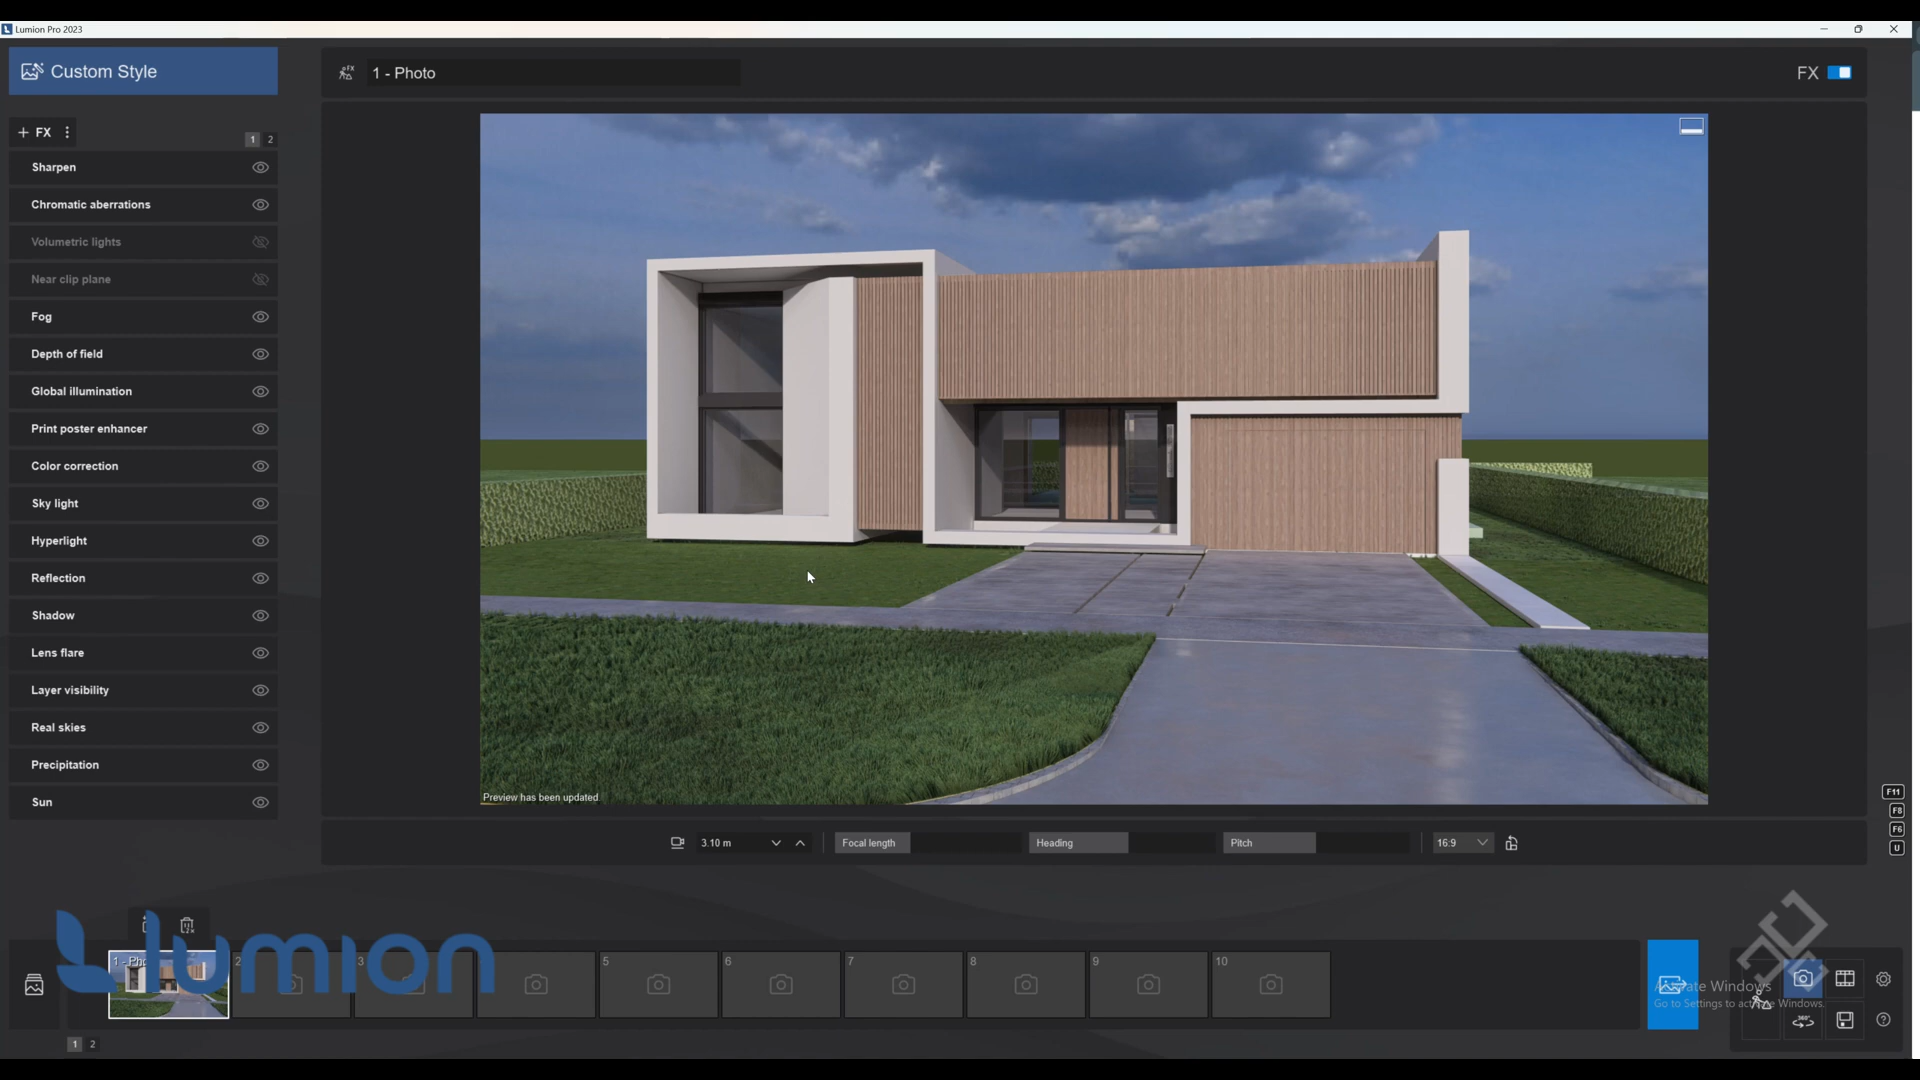 Lumion Pro 2023
Custom Style
1 - Photo
FX
+ FX
1 2
Sharpen
Chromatic aberrations
Volumetric lights
Near clip plane
Fog
Depth of field
Global illumination
Print poster enhancer
Color correction
Sky light
Hyperlight
Reflection
Shadow
Lens flare
Layer visibility
Real skies
Precipitation
Sun
Preview has been updated
3.10 m
Focal length
Heading
Pitch
16:9
F11
F8
F6
U
Lumion
1 - Pho
2
3
5
6
7
8
9
10
Activate Windows
Go to Settings to activate Windows.
360°
1 2